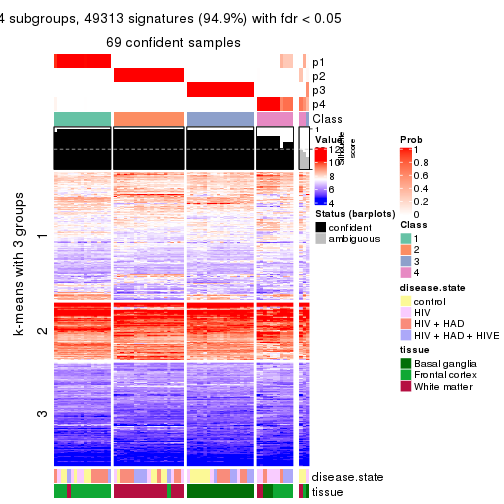 4 subgroups, 49313 signatures (94.9%) with fdr < 0.05
69 confident samples
p1
p2
p3
p4
Class
1
score
k-means with 3 groups
1
2
3
disease.state
tissue
Value
12
10
8
6
4
Status (barplots)
confident
ambiguous
Prob
1
0.8
0.6
0.4
0.2
0
Class
1
2
3
4
disease.state
control
HIV
HIV + HAD
HIV + HAD + HIVE
tissue
Basal ganglia
Frontal cortex
White matter